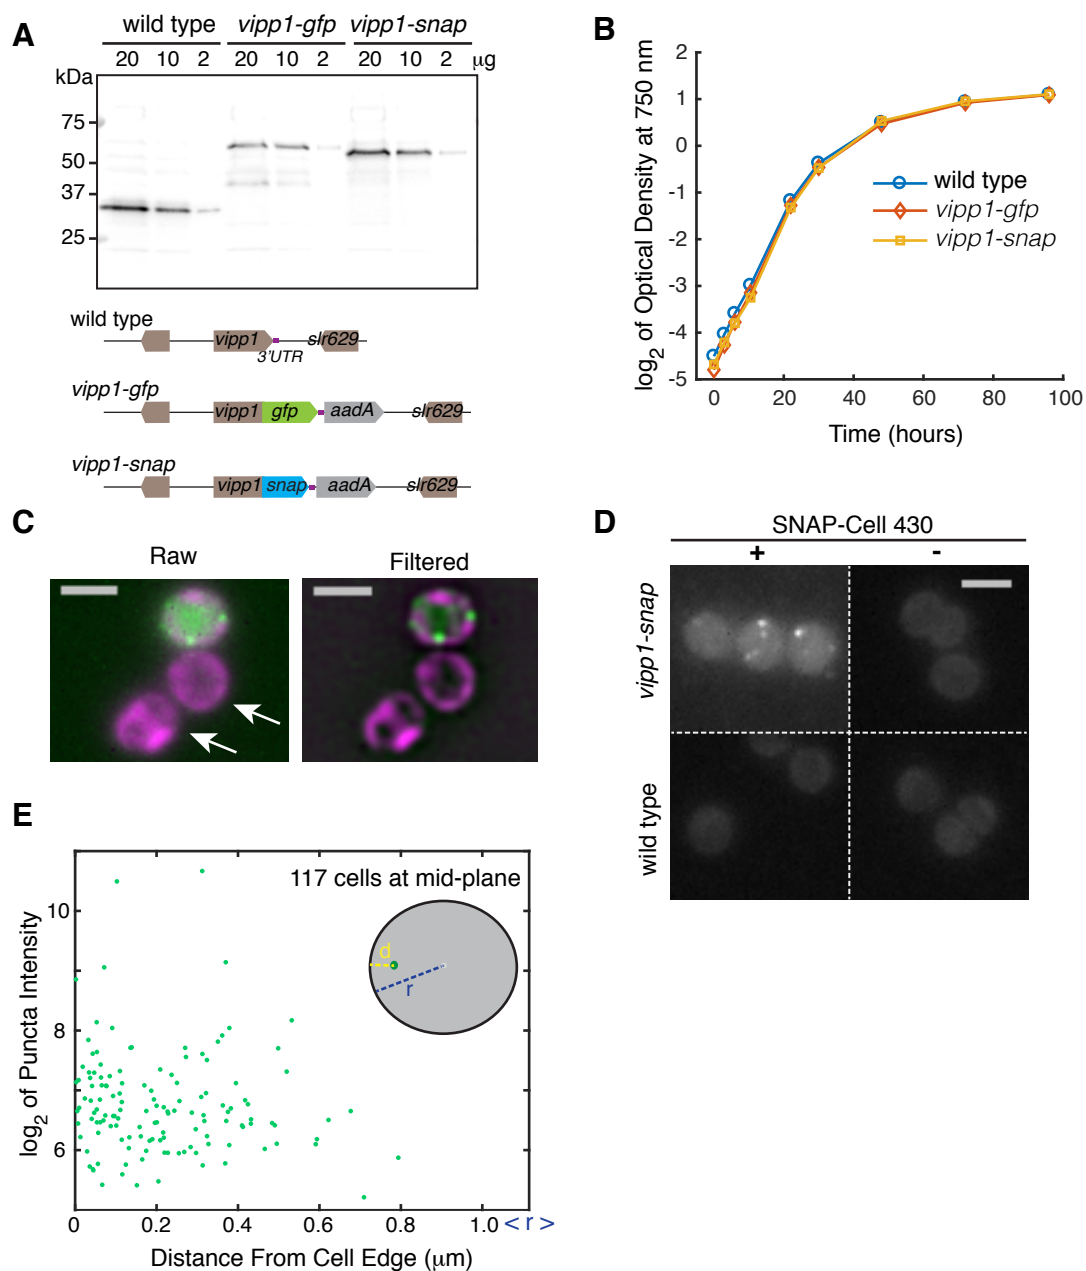 A
wild type vipp1-gfp vipp1-snap
20 10 2 20 10 2 20 10 2 μg
kDa
75
50
37
25
wild type
vipp1 slr629
3'UTR
vipp1-gfp
vipp1 gfp aadA slr629
vipp1-snap
vipp1 snap aadA slr629
B
log2 of Optical Density at 750 nm
2
1
0
-1
-2
-3
-4
-5
0 20 40 60 80 100
Time (hours)
wild type
vipp1-gfp
vipp1-snap
C
Raw Filtered
D
SNAP-Cell 430
+ -
vipp1-snap
wild type
E
117 cells at mid-plane
d
r
log2 of Puncta Intensity
10
8
6
0 0.2 0.4 0.6 0.8 1.0 < r >
Distance From Cell Edge (μm)